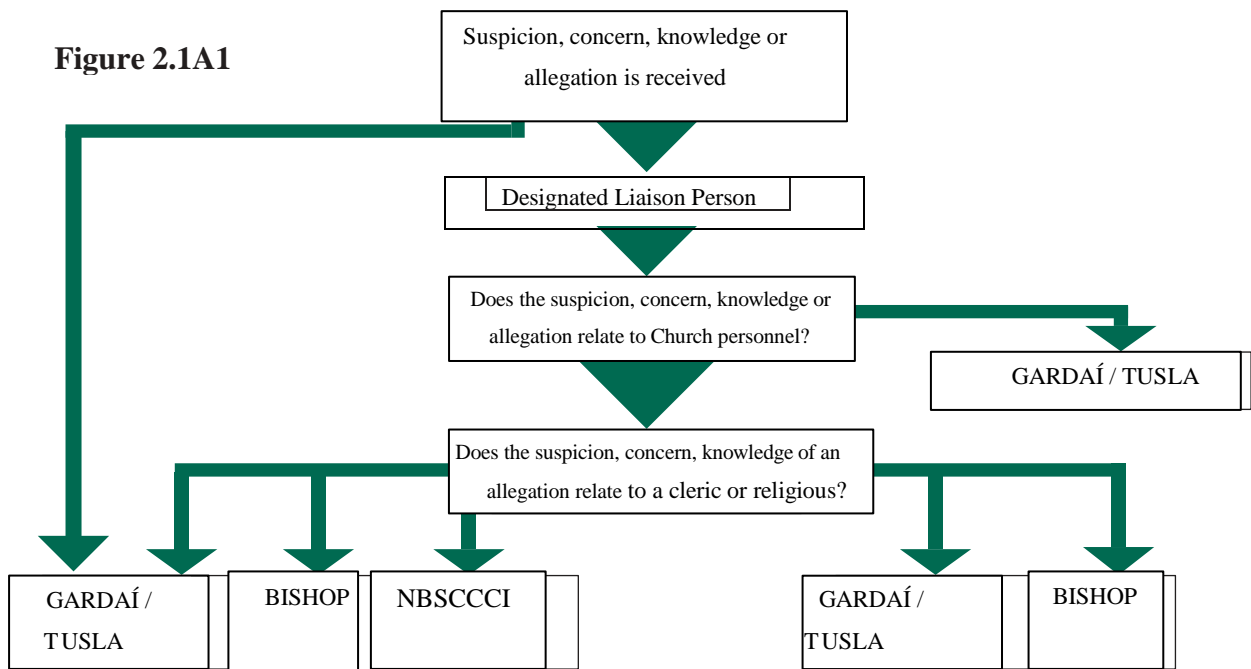 Figure 2.1A1
Suspicion, concern, knowledge or
allegation is received
Designated Liaison Person
Does the suspicion, concern, knowledge or
allegation relate to Church personnel?
GARDAÍ / TUSLA
Does the suspicion, concern, knowledge of an
allegation relate to a cleric or religious?
GARDAÍ /
TUSLA
BISHOP
NBSCCCI
GARDAÍ /
TUSLA
BISHOP